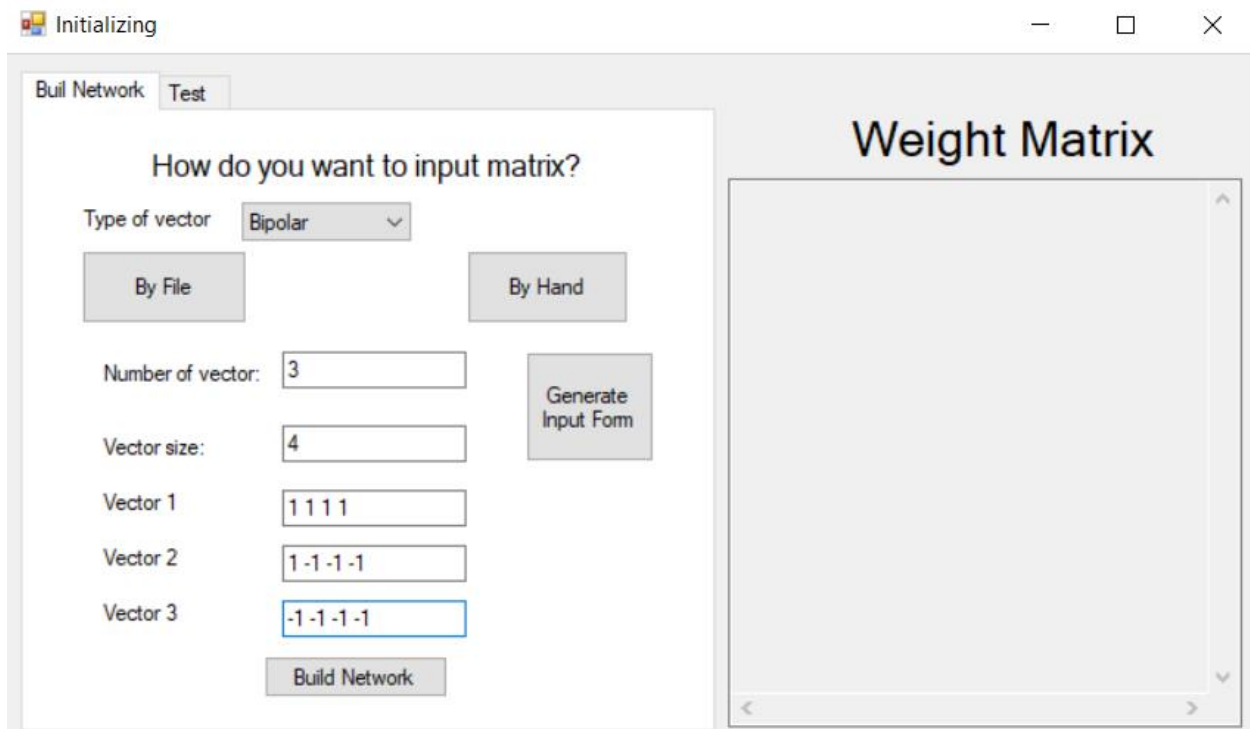 Initializing
Buil Network
Test
How do you want to input matrix?
Type of vector
Bipolar
By File
By Hand
Number of vector:
3
Generate
Input Form
Vector size:
4
Vector 1
1 1 1 1
Vector 2
1 -1 -1 -1
Vector 3
-1 -1 -1 -1
Build Network
Weight Matrix